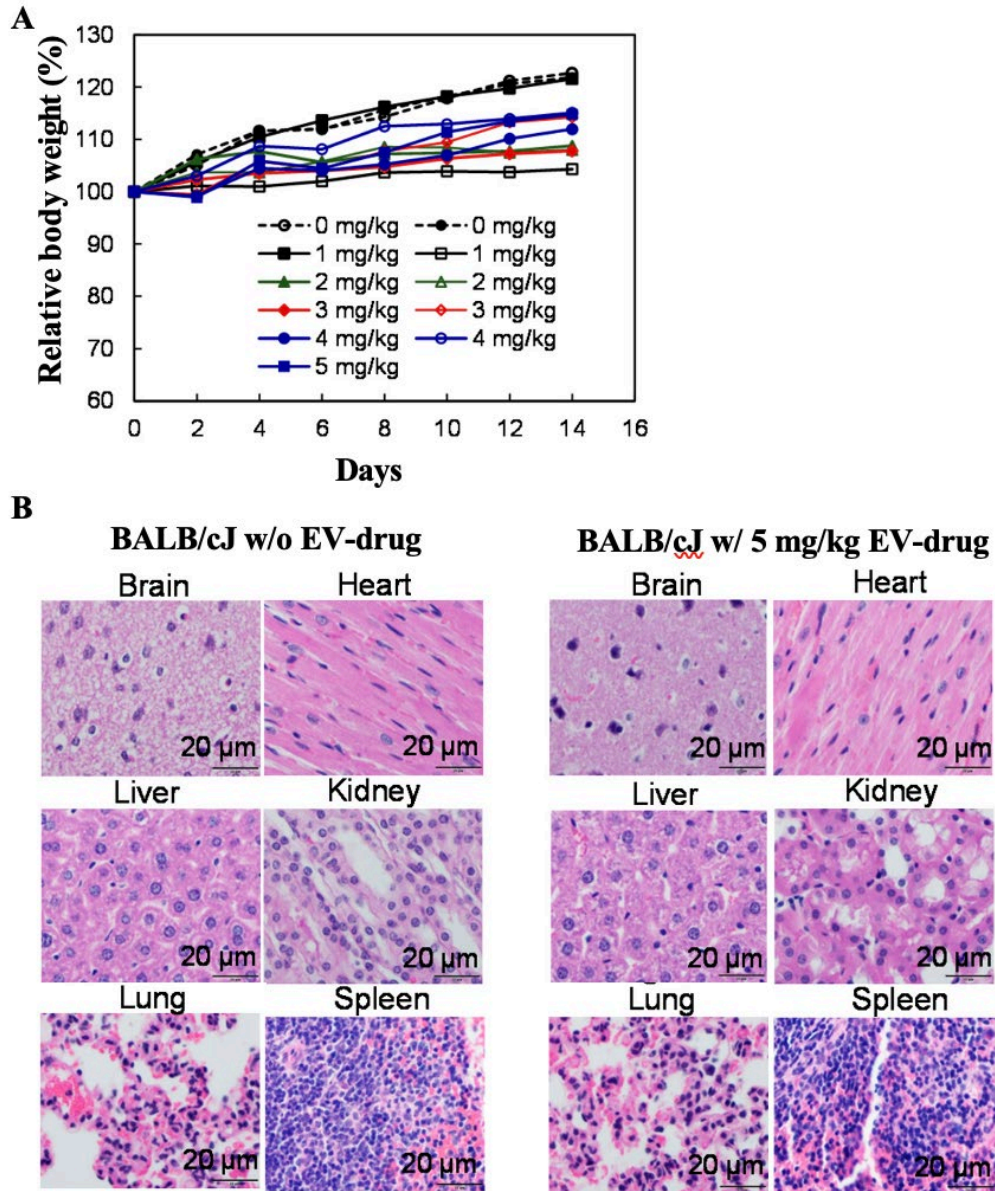 A
Relative body weight (%)
130
120
110
100
90
80
70
60
0 mg/kg 0 mg/kg
1 mg/kg 1 mg/kg
2 mg/kg 2 mg/kg
3 mg/kg 3 mg/kg
4 mg/kg 4 mg/kg
5 mg/kg
0 2 4 6 8 10 12 14 16
Days
B
BALB/cJ w/o EV-drug BALB/cJ w/ 5 mg/kg EV-drug
Brain Heart Brain Heart
20 µm 20 µm 20 µm 20 µm
Liver Kidney Liver Kidney
20 µm 20 µm 20 µm 20 µm
Lung Spleen Lung Spleen
20 µm 20 µm 20 µm 20 µm